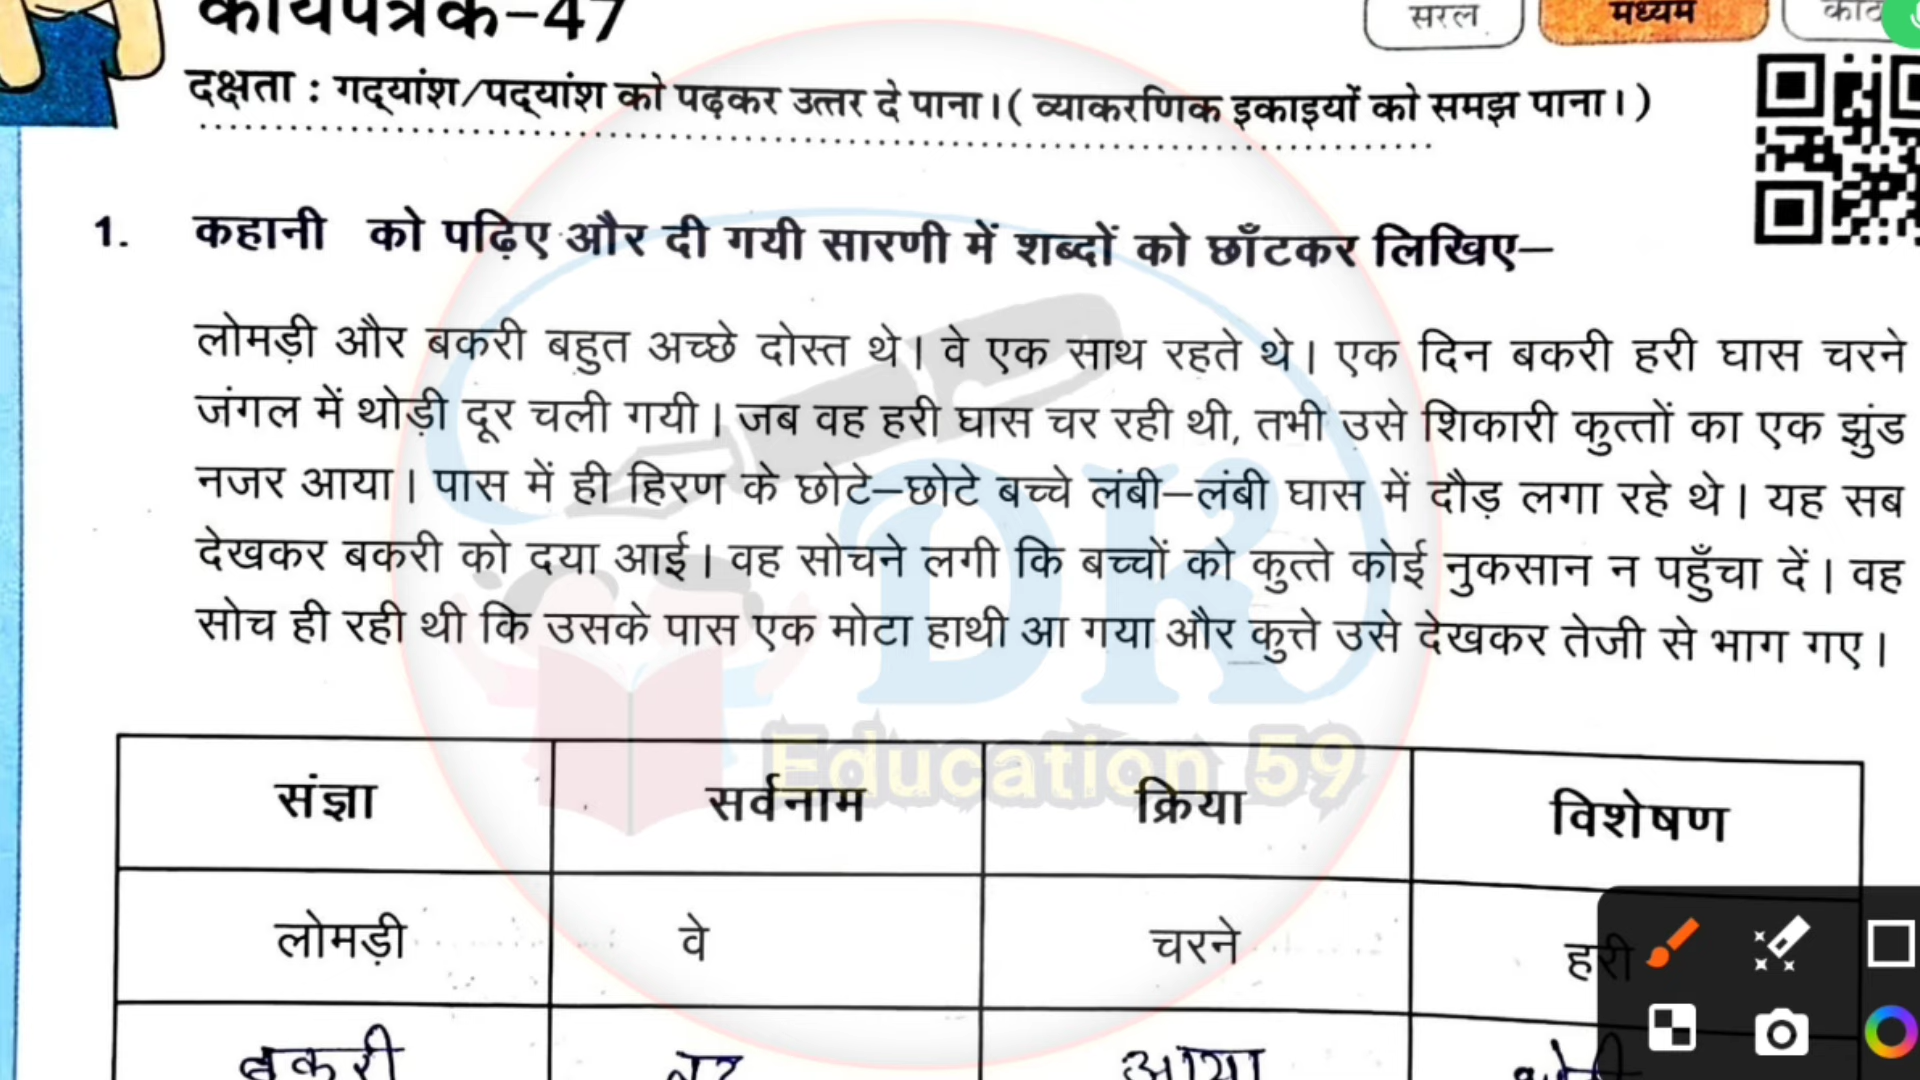 कार्यपत्रक-47
सरल
मध्यम
दक्षता : गद्यांश/पद्यांश को पढ़कर उत्तर दे पाना। ( व्याकरणिक इकाइयों को समझ पाना। )
1. कहानी को पढ़िए और दी गयी सारणी में शब्दों को छाँटकर लिखिए–
लोमड़ी और बकरी बहुत अच्छे दोस्त थे। वे एक साथ रहते थे। एक दिन बकरी हरी घास चरने
जंगल में थोड़ी दूर चली गयी। जब वह हरी घास चर रही थी, तभी उसे शिकारी कुत्तों का एक झुंड
नजर आया। पास में ही हिरण के छोटे–छोटे बच्चे लंबी–लंबी घास में दौड़ लगा रहे थे। यह सब
देखकर बकरी को दया आई। वह सोचने लगी कि बच्चों को कुत्ते कोई नुकसान न पहुँचा दें। वह
सोच ही रही थी कि उसके पास एक मोटा हाथी आ गया और कुत्ते उसे देखकर तेजी से भाग गए।
DK
Education 59
संज्ञा सर्वनाम क्रिया विशेषण
लोमड़ी वे चरने हरी
बकरी वह आया